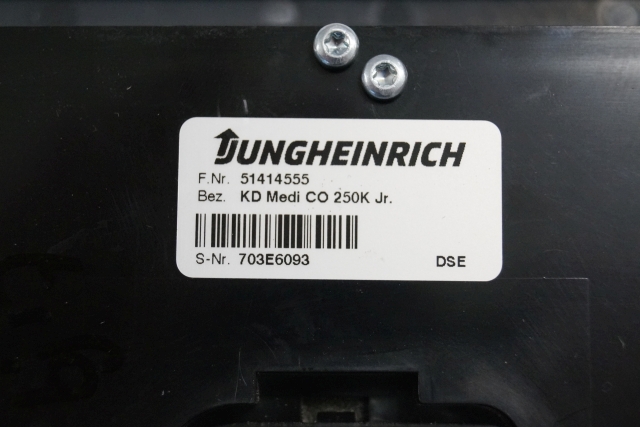 JUNGHEINRICH
F.Nr. 51414555
Bez. KD Medi CO 250K Jr.
S-Nr. 703E6093 DSE